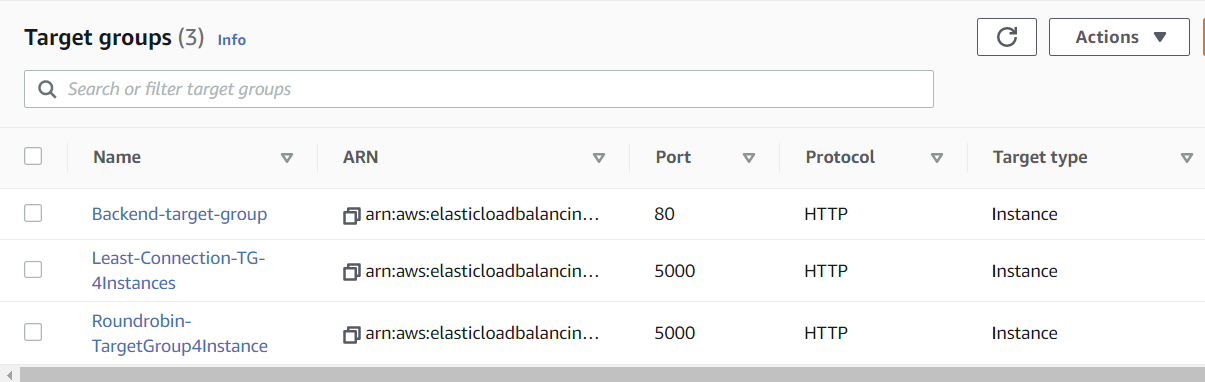 Target groups (3) Info
Actions
Search or filter target groups
Name ARN Port Protocol Target type
Backend-target-group arn:aws:elasticloadbalancin... 80 HTTP Instance
Least-Connection-TG-
4Instances arn:aws:elasticloadbalancin... 5000 HTTP Instance
Roundrobin-
TargetGroup4Instance arn:aws:elasticloadbalancin... 5000 HTTP Instance